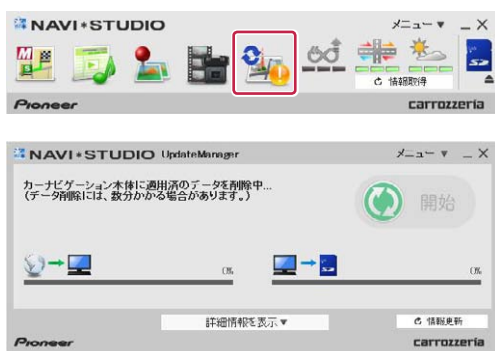 NAVI*STUDIO
メニュー ▼ _ X
M
SD
情報取得
Pioneer
carrozzeria
NAVI*STUDIO UpdateManager
メニュー ▼ _ X
カーナビゲーション本体に適用済のデータを削除中...
(データ削除には、数分かかる場合があります。)
開始
0%
0%
詳細情報を表示▼
情報更新
Pioneer
carrozzeria